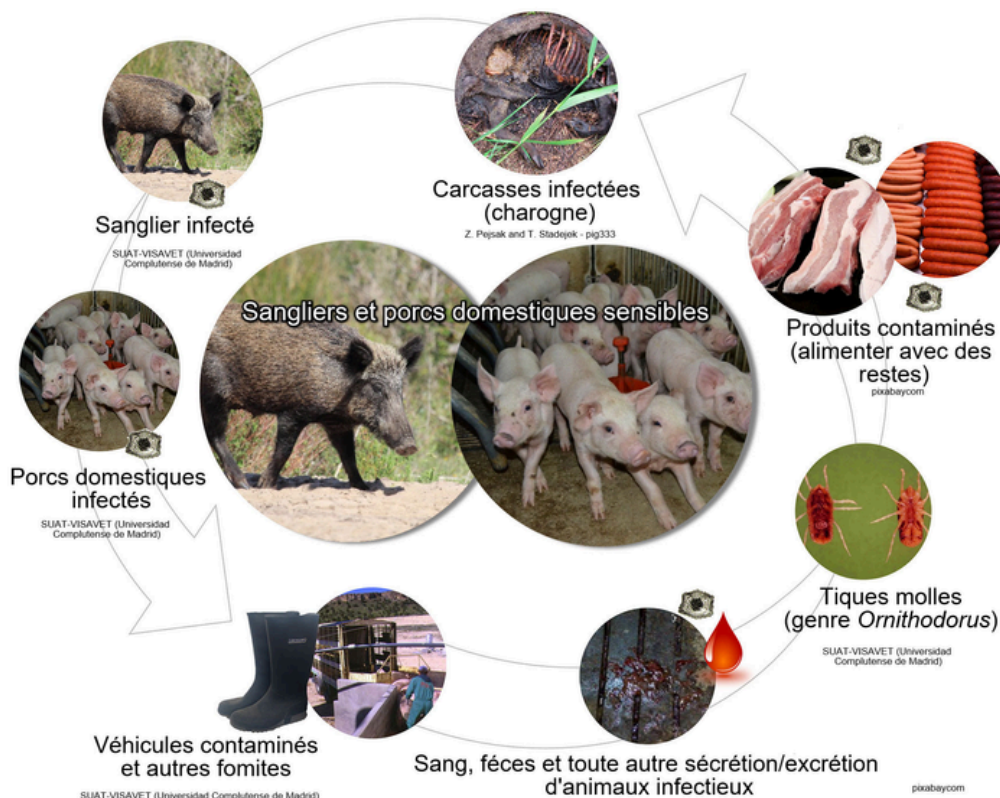 Carcasses infectées
(charogne)
Z. Pejsak and T. Stadejek - pig333
Sanglier infecté
SUAT-VISAVET (Universidad
Complutense de Madrid)
Sangliers et porcs domestiques sensibles
Produits contaminés
(alimenter avec des
restes)
pixabaycom
Porcs domestiques
infectés
SUAT-VISAVET (Universidad
Complutense de Madrid)
Tiques molles
(genre Ornithodorus)
SUAT-VISAVET (Universidad
Complutense de Madrid)
Véhicules contaminés
et autres fomites
SUAT-VISAVET (Universidad Complutense de Madrid)
Sang, féces et toute autre sécrétion/excrétion
d'animaux infectieux
pixabaycom